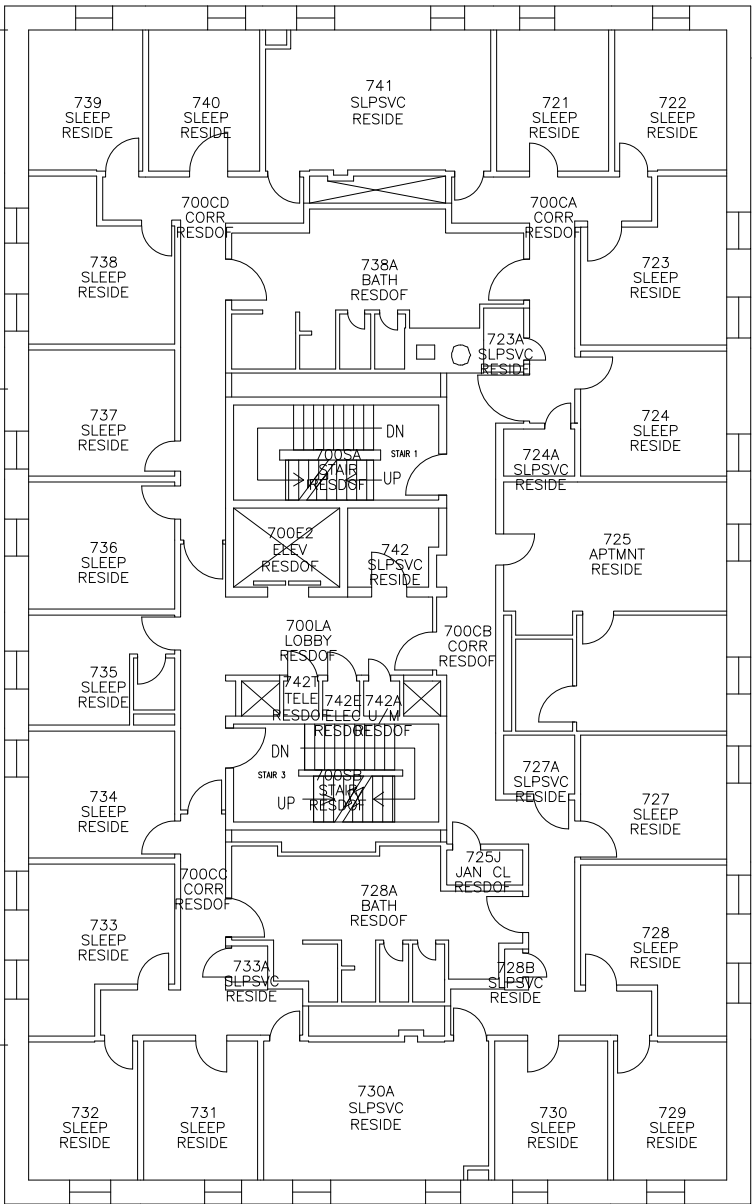 739
SLEEP
RESIDE
740
SLEEP
RESIDE
741
SLPSVC
RESIDE
721
SLEEP
RESIDE
722
SLEEP
RESIDE
700CD
CORR
RESDOF
700CA
CORR
RESDOF
738
SLEEP
RESIDE
738A
BATH
RESDOF
723
SLEEP
RESIDE
723A
SLPSVC
RESIDE
737
SLEEP
RESIDE
DN
STAIR 1
700SA
STAIR
RESDOF
UP
724A
SLPSVC
RESIDE
724
SLEEP
RESIDE
736
SLEEP
RESIDE
700E2
ELEV
RESDOF
742
SLPSVC
RESIDE
725
APTMNT
RESIDE
735
SLEEP
RESIDE
700LA
LOBBY
RESDOF
700CB
CORR
RESDOF
742T
TELE
RESDOF
742E
ELEC
RESDOF
742A
U/M
RESDOF
734
SLEEP
RESIDE
DN
STAIR 3
700SB
STAIR
RESDOF
UP
727A
SLPSVC
RESIDE
727
SLEEP
RESIDE
700CC
CORR
RESDOF
728A
BATH
RESDOF
725J
JAN CL
RESDOF
733
SLEEP
RESIDE
733A
SLPSVC
RESIDE
728B
SLPSVC
RESIDE
728
SLEEP
RESIDE
732
SLEEP
RESIDE
731
SLEEP
RESIDE
730A
SLPSVC
RESIDE
730
SLEEP
RESIDE
729
SLEEP
RESIDE